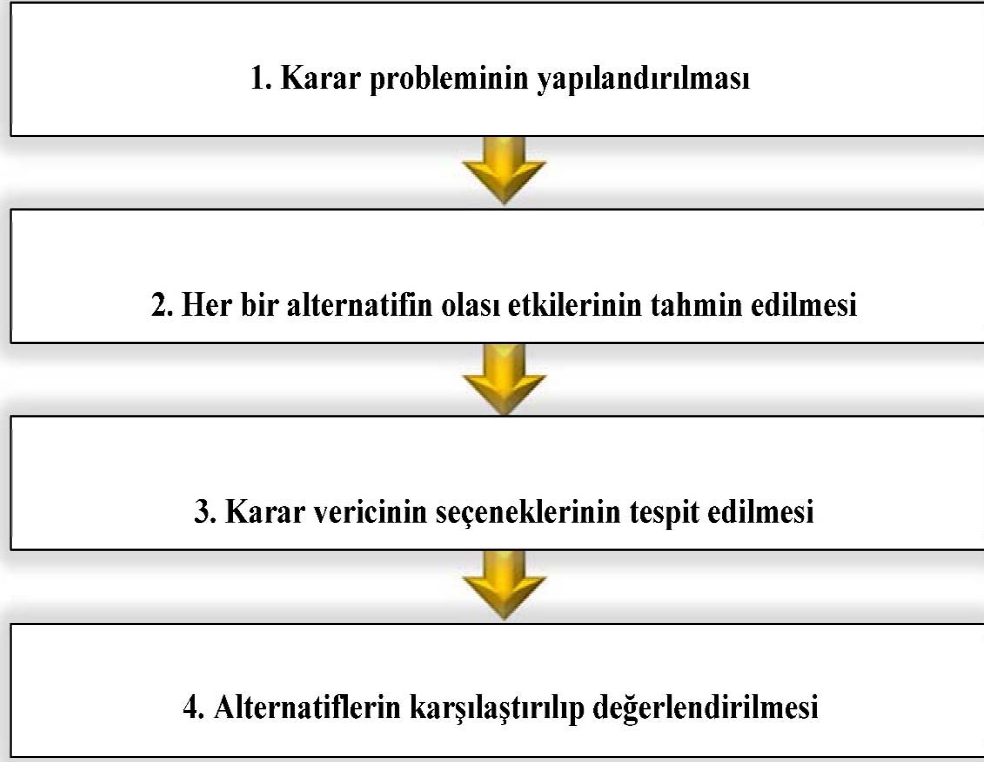 1. Karar probleminin yapılandırılması
2. Her bir alternatifin olası etkilerinin tahmin edilmesi
3. Karar vericinin seçeneklerinin tespit edilmesi
4. Alternatiflerin karşılaştırılıp değerlendirilmesi